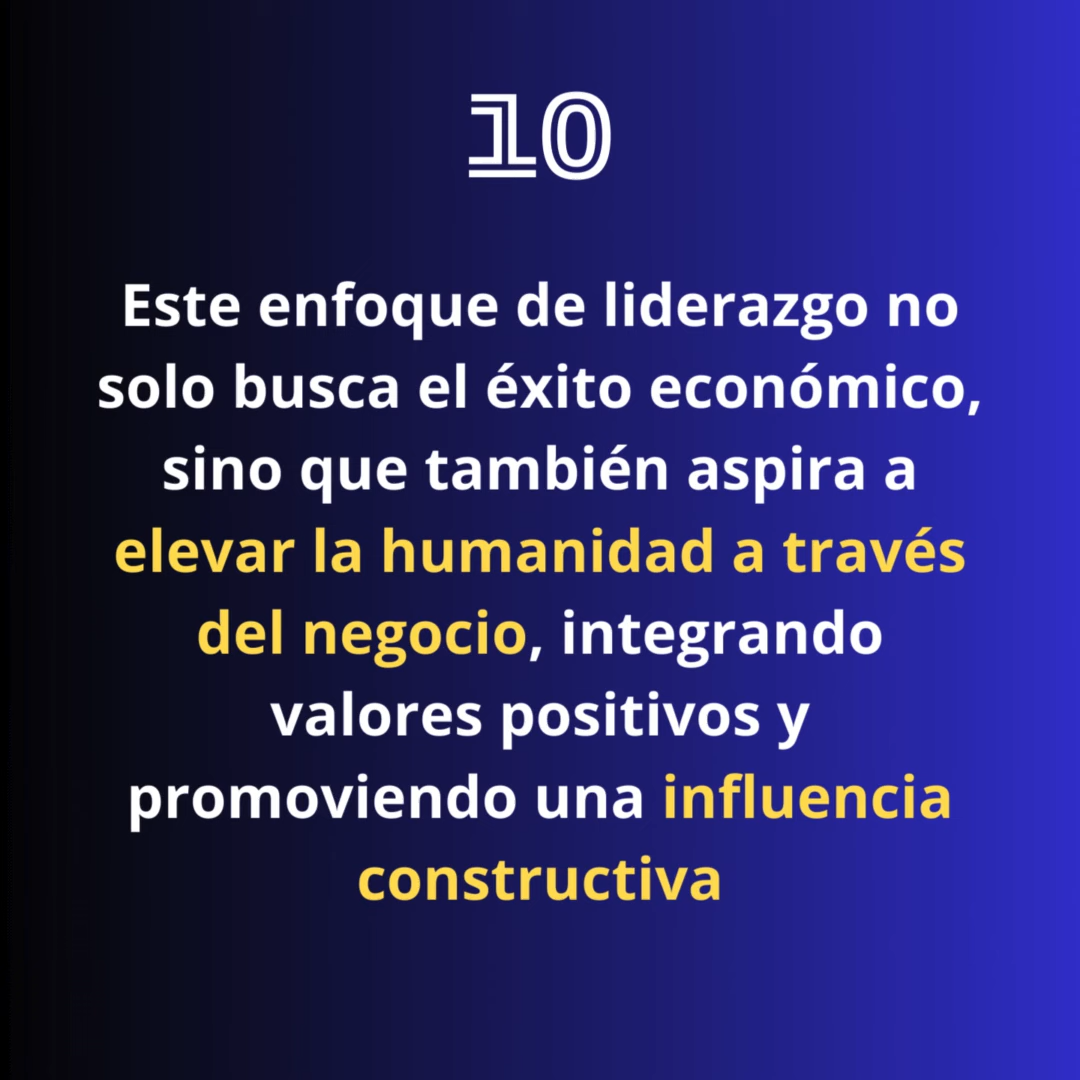 10
Este enfoque de liderazgo no
solo busca el éxito económico,
sino que también aspira a
elevar la humanidad a través
del negocio, integrando
valores positivos y
promoviendo una influencia
constructiva